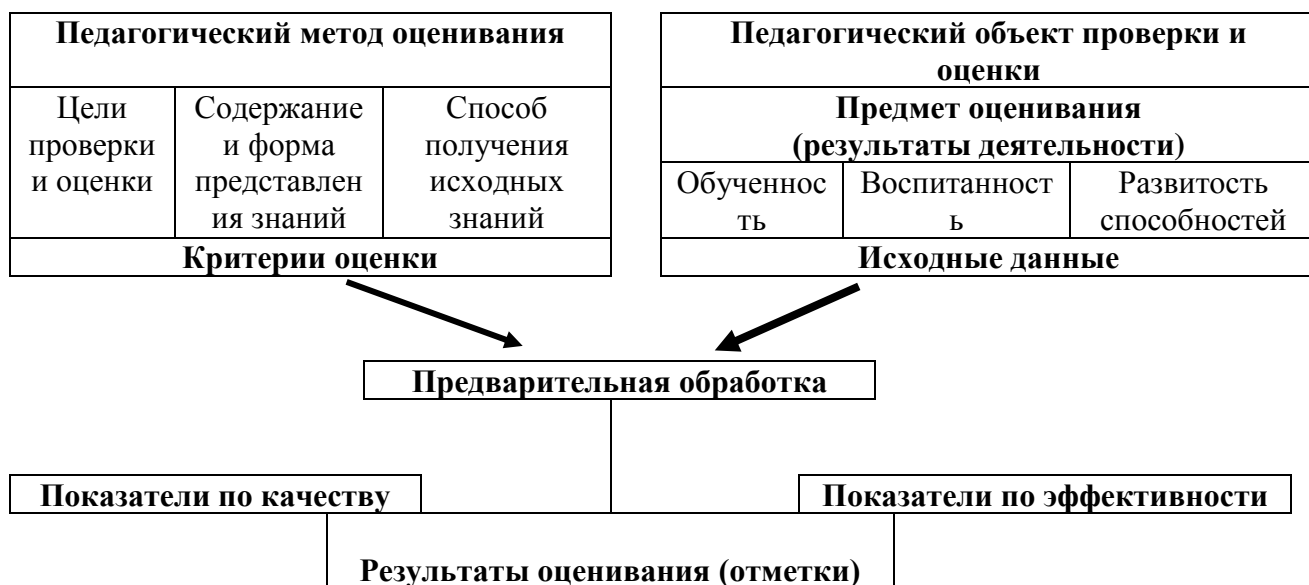 Педагогический метод оценивания
Цели
проверки
и оценки
Содержание
и форма
представлен
ия знаний
Способ
получения
исходных
знаний
Критерии оценки
Педагогический объект проверки и
оценки
Предмет оценивания
(результаты деятельности)
Обученнос
ть
Воспитанност
ь
Развитость
способностей
Исходные данные
Предварительная обработка
Показатели по качеству
Показатели по эффективности
Результаты оценивания (отметки)